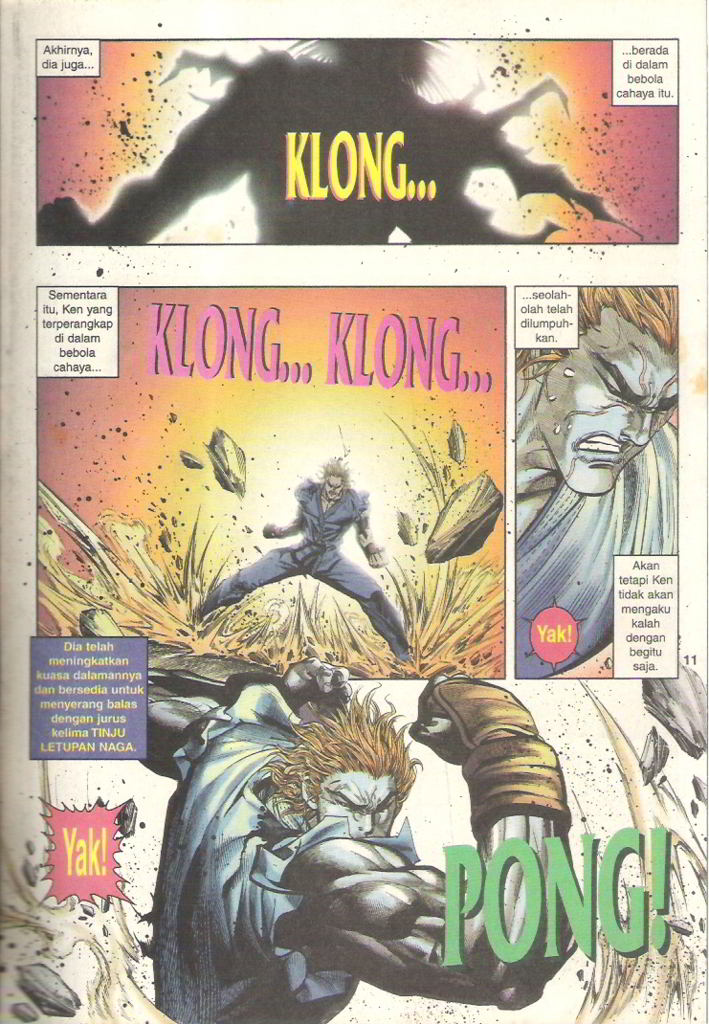 Akhirnya,
dia juga...
...berada
di dalam
bebola
cahaya itu.
KLONG...
Sementara
itu, Ken yang
terperangkap
di dalam
bebola
cahaya...
KLONG... KLONG...
...seolah-
olah telah
dilumpuh-
kan.
Yak!
Akan
tetapi Ken
tidak akan
mengaku
kalah
dengan
begitu
saja.
11
Dia telah
meningkatkan
kuasa dalamannya
dan bersedia untuk
menyerang balas
dengan jurus
kelima TINJU
LETUPAN NAGA.
Yak!
PONG!